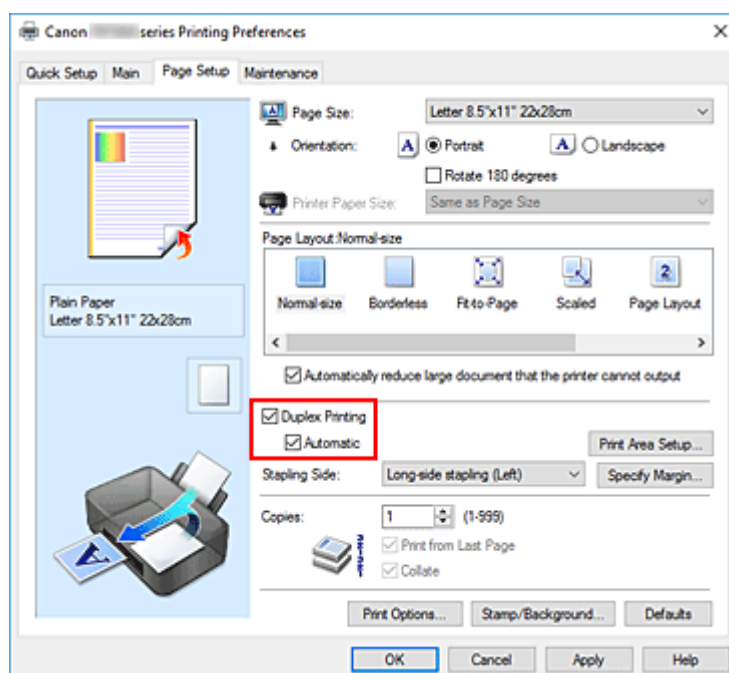 Canon series Printing Preferences
Quick Setup Main Page Setup Maintenance
Page Size: Letter 8.5"x11" 22x28cm
Orientation: A Portrait A Landscape
Rotate 180 degrees
Printer Paper Size: Same as Page Size
Page Layout:Normal-size
2
Normal-size Borderless Fit-to-Page Scaled Page Layout
Plain Paper
Letter 8.5"x11" 22x28cm
Automatically reduce large document that the printer cannot output
Duplex Printing
Automatic
Print Area Setup...
Stapling Side: Long-side stapling (Left) Specify Margin...
A
Copies: 1 (1-999)
Print from Last Page
Collate
Print Options... Stamp/Background... Defaults
OK Cancel Apply Help